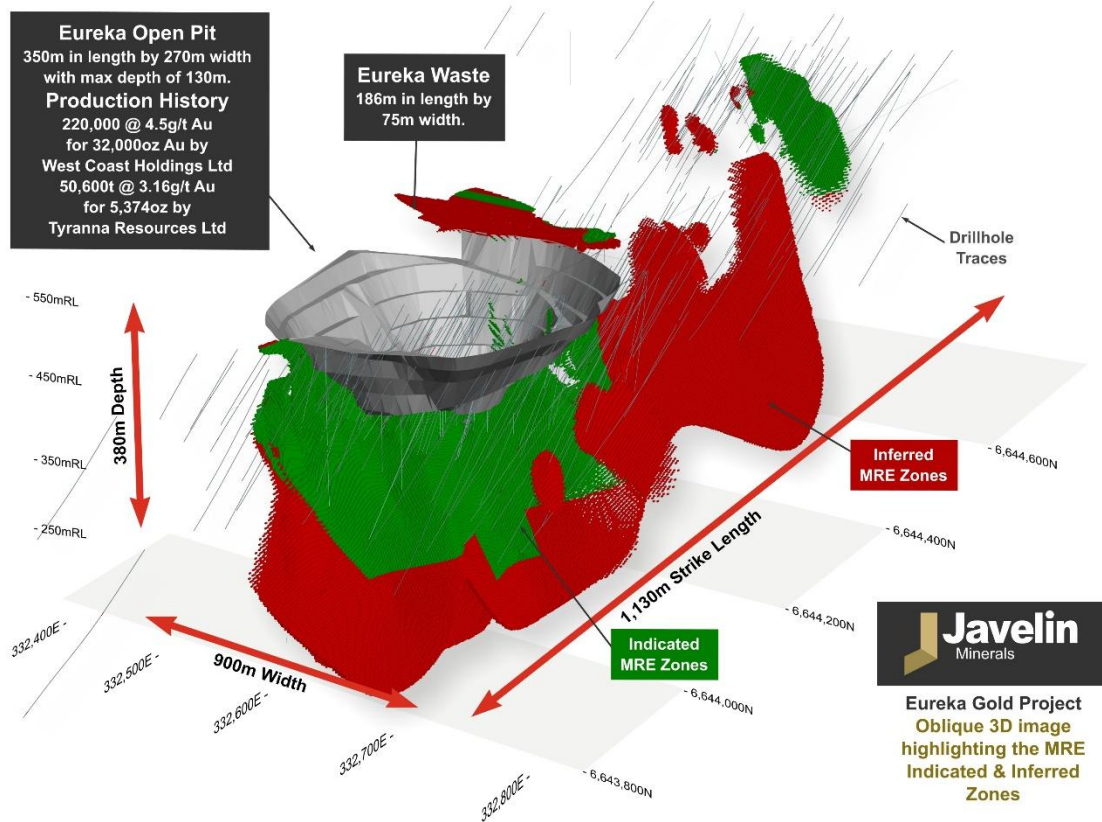 Eureka Open Pit
350m in length by 270m width
with max depth of 130m.
Production History
220,000 @ 4.5g/t Au
for 32,000oz Au by
West Coast Holdings Ltd
50,600t @ 3.16g/t Au
for 5,374oz by
Tyranna Resources Ltd
Eureka Waste
186m in length by
75m width.
Drillhole
Traces
- 550mRL
- 450mRL
- 350mRL
- 250mRL
380m Depth
Inferred
MRE Zones
- 6,644,600N
- 6,644,400N
- 6,644,200N
- 6,644,000N
- 6,643,800N
1,130m Strike Length
Indicated
MRE Zones
332,400E -
332,500E -
332,600E -
332,700E -
332,800E -
900m Width
Javelin
Minerals
Eureka Gold Project
Oblique 3D image
highlighting the MRE
Indicated & Inferred
Zones